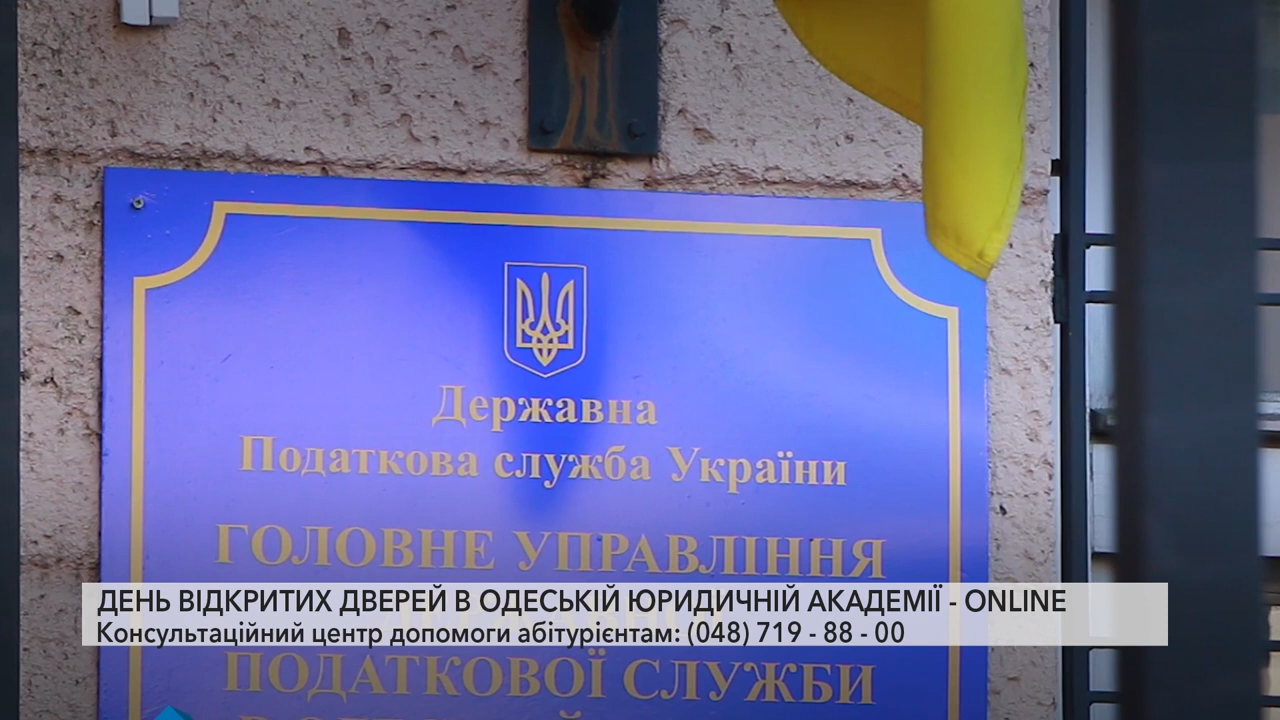 Державна
Податкова служба України
ГОЛОВНЕ УПРАВЛІННЯ
ДЕНЬ ВІДКРИТИХ ДВЕРЕЙ В ОДЕСЬКІЙ ЮРИДИЧНІЙ АКАДЕМІЇ - ONLINE
Консультаційний центр допомоги абітурієнтам: (048) 719 - 88 - 00
ПОДАТКОВОЇ СЛУЖБИ